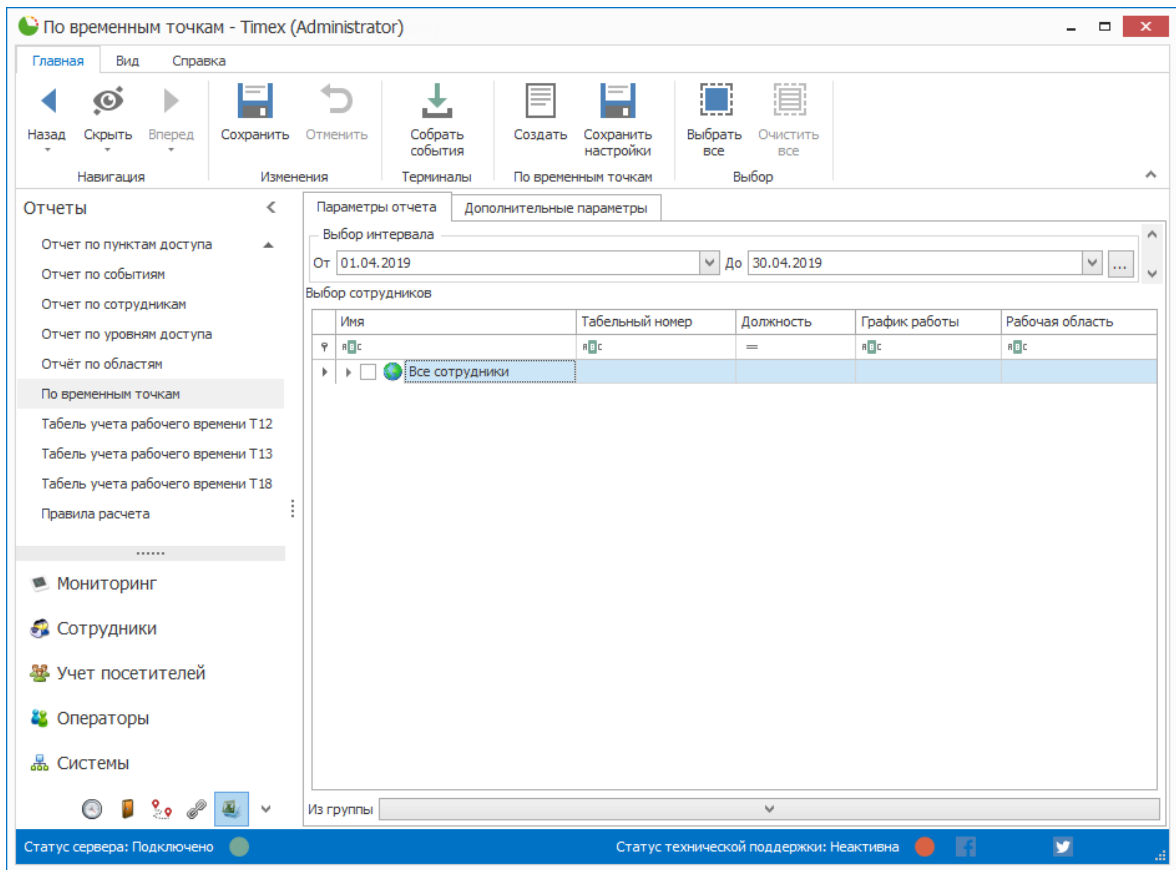 По временным точкам - Timex (Administrator)
Главная Вид Справка
Назад Скрыть Вперед Сохранить Отменить Собрать события Создать Сохранить настройки Выбрать все Очистить все
Навигация Изменения Терминалы По временным точкам Выбор
Отчеты
Отчет по пунктам доступа
Отчет по событиям
Отчет по сотрудникам
Отчет по уровням доступа
Отчёт по областям
По временным точкам
Табель учета рабочего времени Т12
Табель учета рабочего времени Т13
Табель учета рабочего времени Т18
Правила расчета
Мониторинг
Сотрудники
Учет посетителей
Операторы
Системы
Параметры отчета Дополнительные параметры
Выбор интервала
От 01.04.2019 До 30.04.2019 ...
Выбор сотрудников
Имя Табельный номер Должность График работы Рабочая область
ЯBC ЯBC = ЯBC ЯBC
Все сотрудники
Из группы
Статус сервера: Подключено Статус технической поддержки: Неактивна